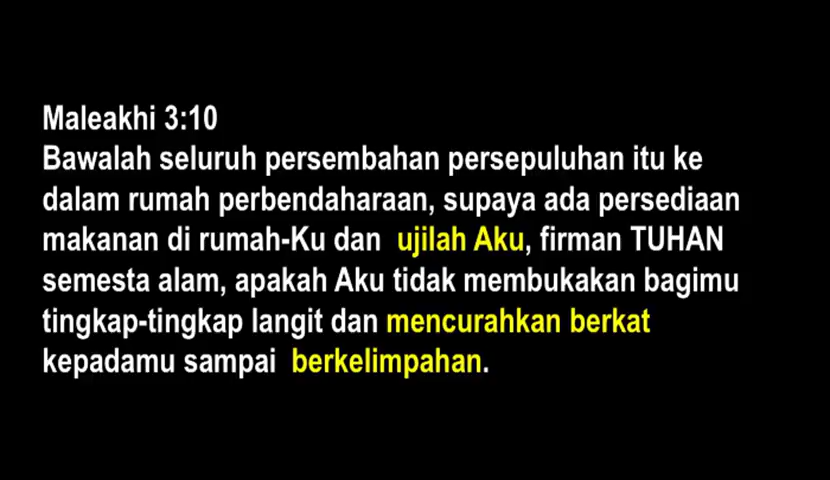 Maleakhi 3:10
Bawalah seluruh persembahan persepuluhan itu ke
dalam rumah perbendaharaan, supaya ada persediaan
makanan di rumah-Ku dan ujilah Aku, firman TUHAN
semesta alam, apakah Aku tidak membukakan bagimu
tingkap-tingkap langit dan mencurahkan berkat
kepadamu sampai berkelimpahan.